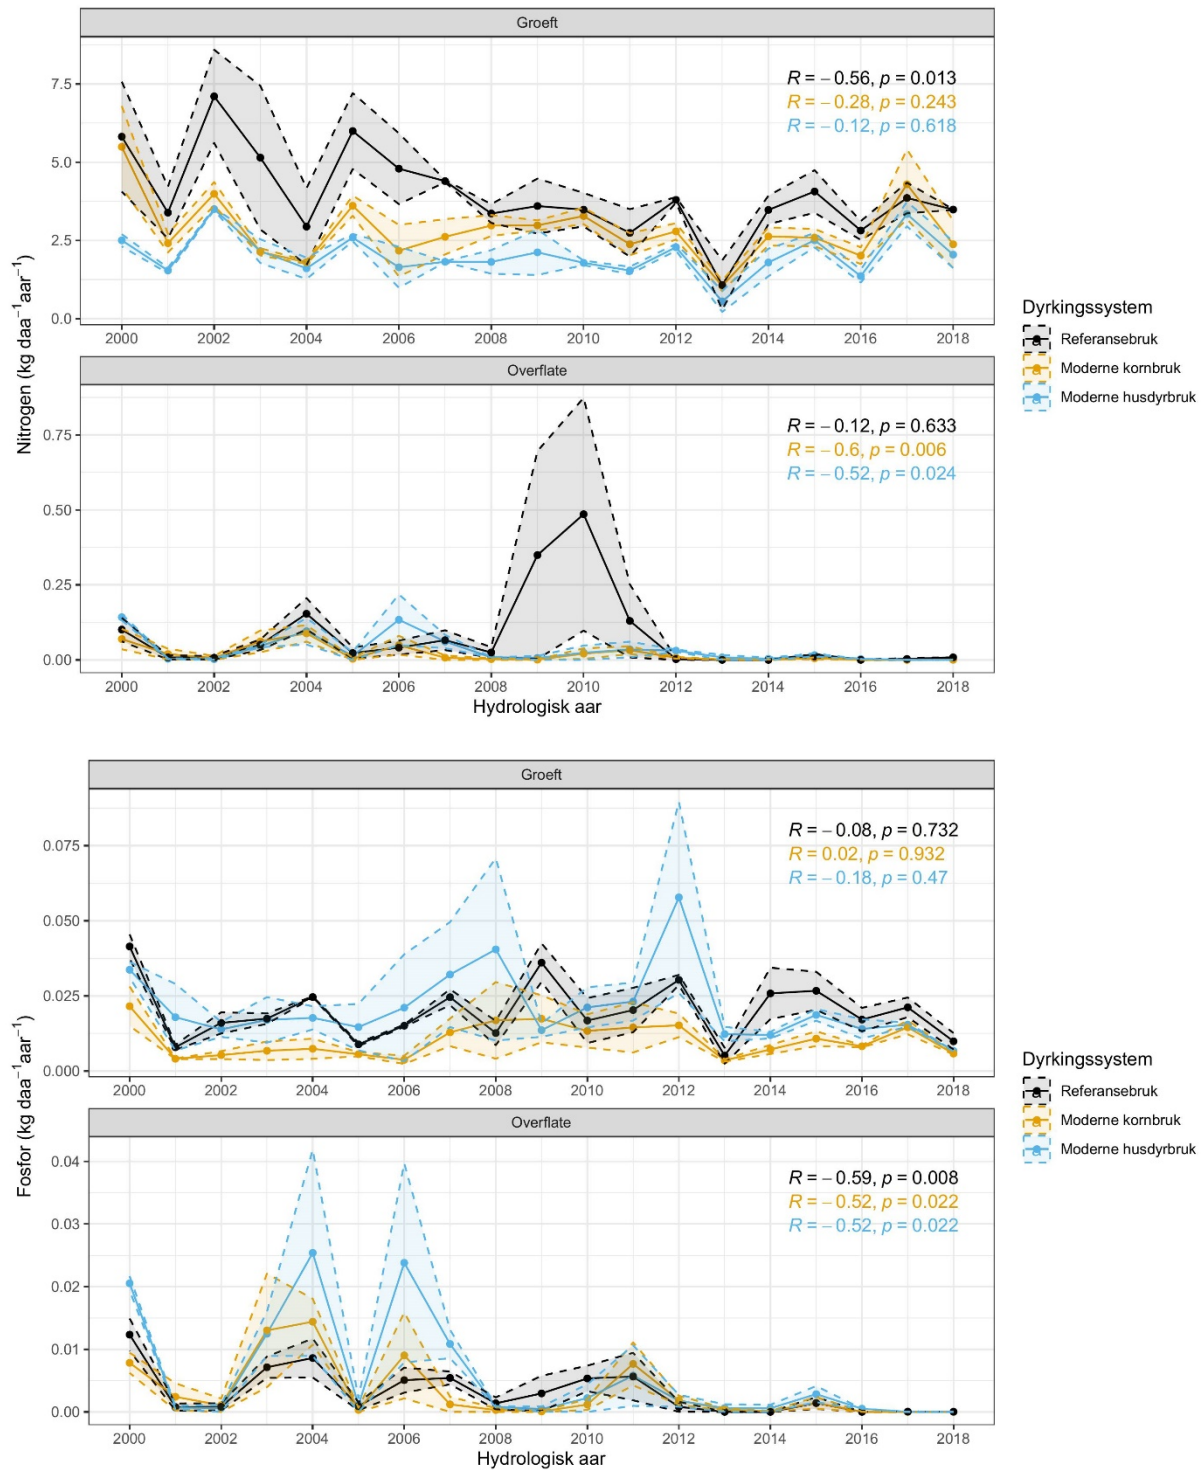 Groeft
7.5
5.0
2.5
0.0
R = −0.56, p = 0.013
R = −0.28, p = 0.243
R = −0.12, p = 0.618
2000 2002 2004 2006 2008 2010 2012 2014 2016 2018
Overflate
0.75
0.50
0.25
0.00
R = −0.12, p = 0.633
R = −0.6, p = 0.006
R = −0.52, p = 0.024
2000 2002 2004 2006 2008 2010 2012 2014 2016 2018
Hydrologisk aar
Nitrogen (kg daa⁻¹aar⁻¹)
Dyrkingssystem
Referansebruk
Moderne kornbruk
Moderne husdyrbruk
Groeft
0.075
0.050
0.025
0.000
R = −0.08, p = 0.732
R = 0.02, p = 0.932
R = −0.18, p = 0.47
2000 2002 2004 2006 2008 2010 2012 2014 2016 2018
Overflate
0.04
0.03
0.02
0.01
0.00
R = −0.59, p = 0.008
R = −0.52, p = 0.022
R = −0.52, p = 0.022
2000 2002 2004 2006 2008 2010 2012 2014 2016 2018
Hydrologisk aar
Fosfor (kg daa⁻¹aar⁻¹)
Dyrkingssystem
Referansebruk
Moderne kornbruk
Moderne husdyrbruk